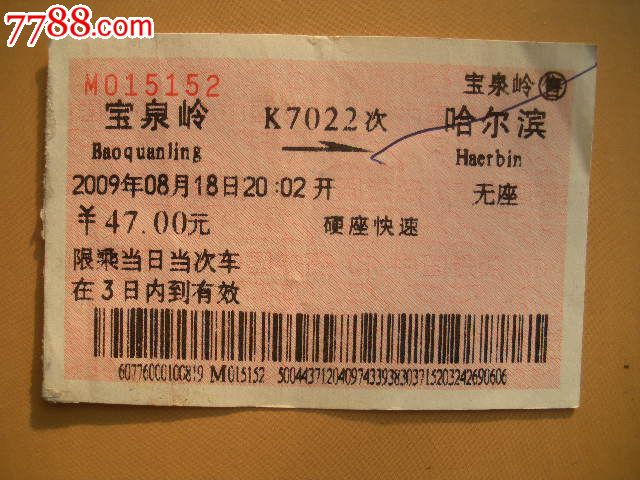 7788.com
M015152
宝泉岭 售
宝泉岭 K7022次 哈尔滨
Baoquanling Haerbin
2009年08月18日20:02开 无座
￥47.00元 硬座快速
限乘当日当次车
在3日内到有效
60776000100819 M015152 50044371204097433938303715203242690606